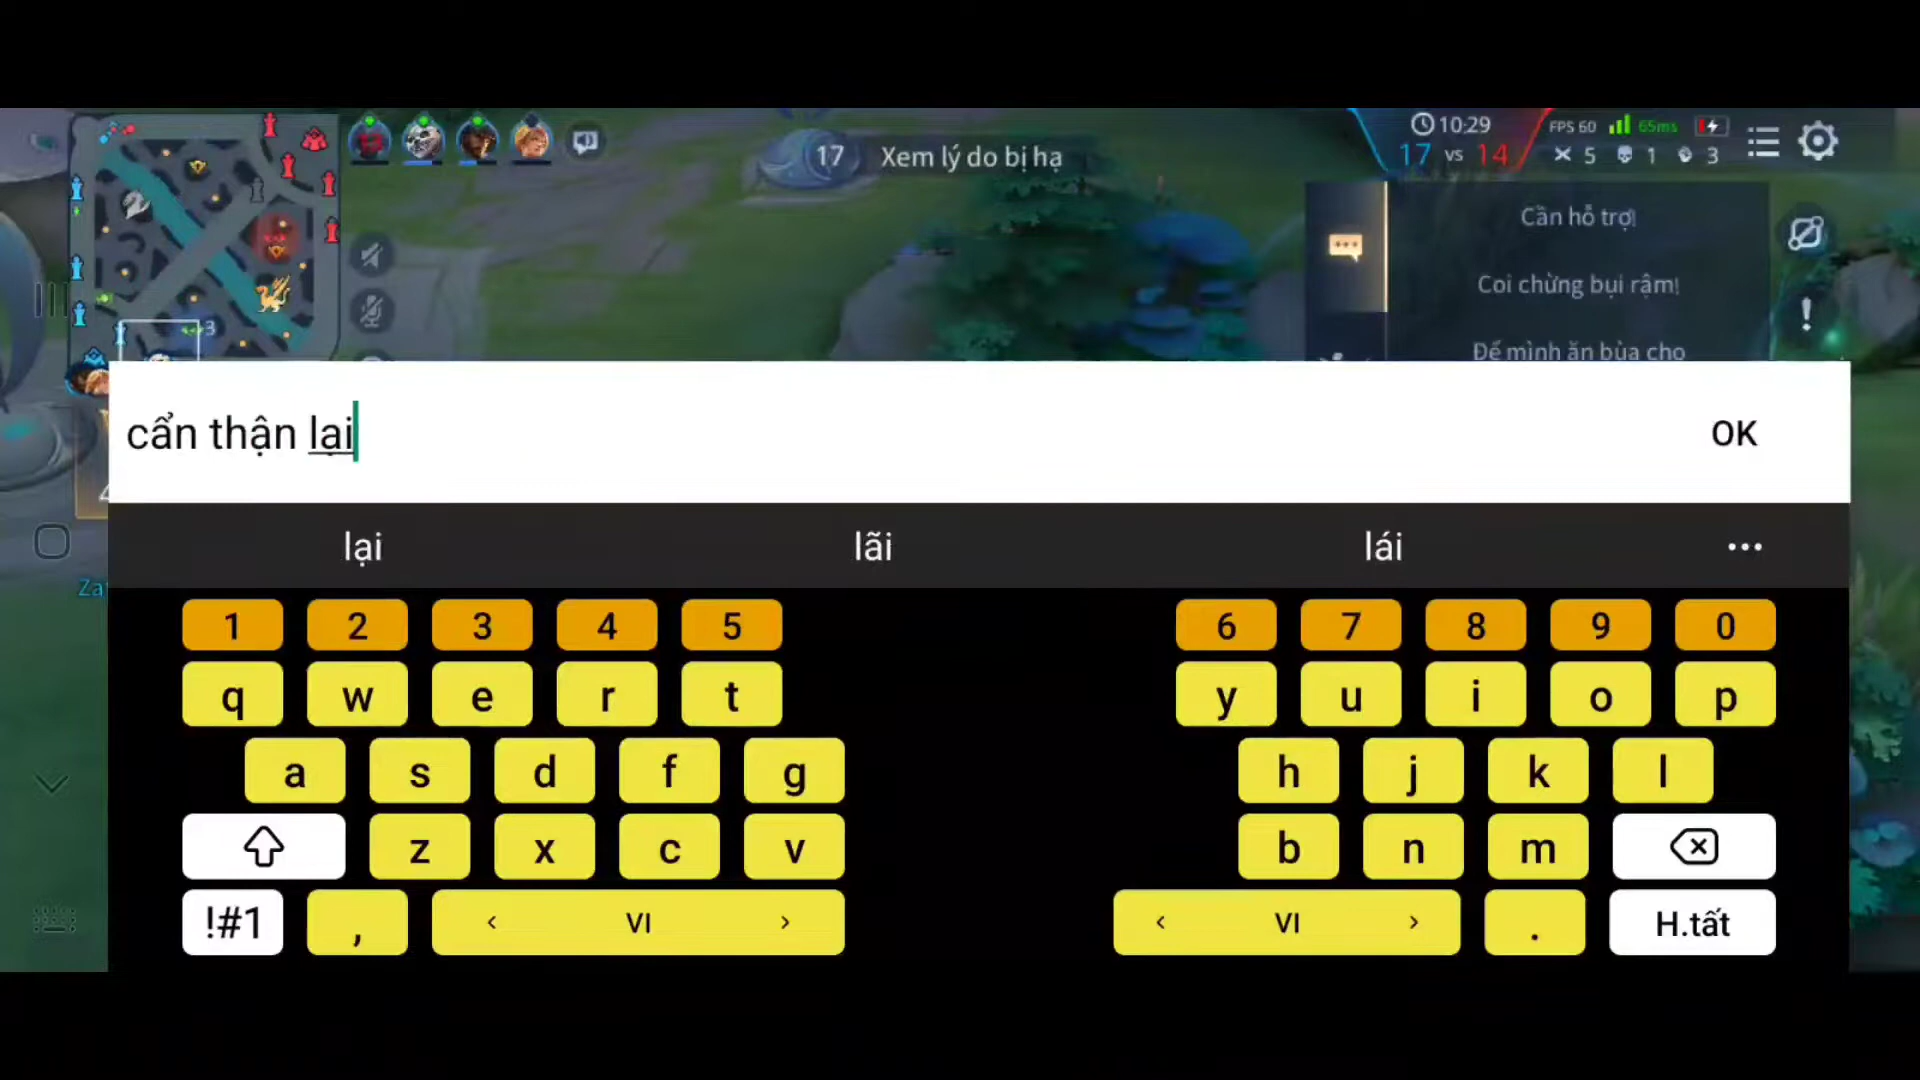 17 Xem lý do bị hạ
10:29
17 vs 14
FPS 60 65ms
5 1 3
Cần hỗ trợ!
Coi chừng bụi rậm!
Để mình ăn bùa cho
3
cẩn thận lại
OK
lại lãi lái ...
1 2 3 4 5 6 7 8 9 0
q w e r t y u i o p
a s d f g h j k l
z x c v b n m
!#1 , < VI > < VI > . H.tất